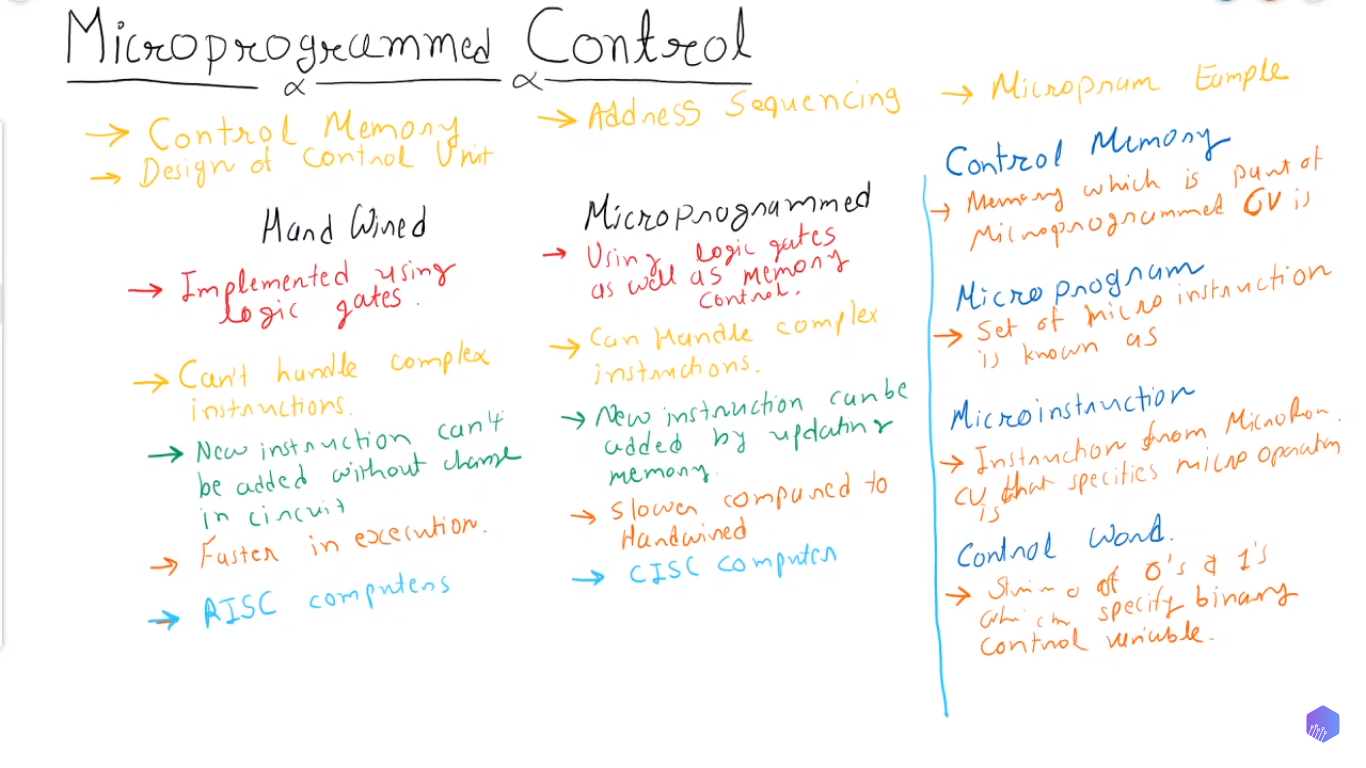 Microprogrammed Control
→ Control Memory
→ Design of Control Unit
→ Address Sequencing
→ Microprram Eample
Hard Wired
→ Implemented using
logic gates.
→ Can't handle complex
instructions.
→ New instruction can't
be added without change
in circuit
→ Faster in execution.
→ RISC computers
Microprogrammed
→ Using logic gates
as well as memory
control.
→ Can Handle complex
instructions.
→ New instruction can be
added by updating
memory.
→ Slower compared to
Hardwired
→ CISC computer
Control Memory
→ Memory which is part of
Microprogrammed CU is
Microprogram
→ Set of micro instruction
is known as
Microinstruction
→ Instruction from
CU that specifies micro
is
Control Word.
→ of 0's & 1's
which specify binary
control variable.